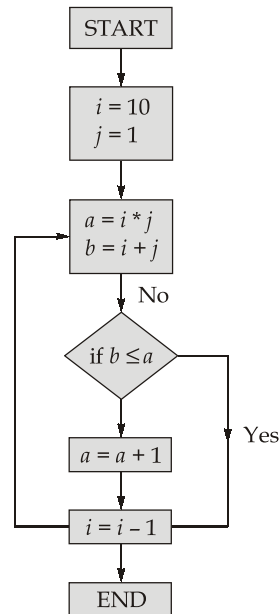 START
i = 10
j = 1
a = i * j
b = i + j
No
if b ≤ a
Yes
a = a + 1
i = i – 1
END